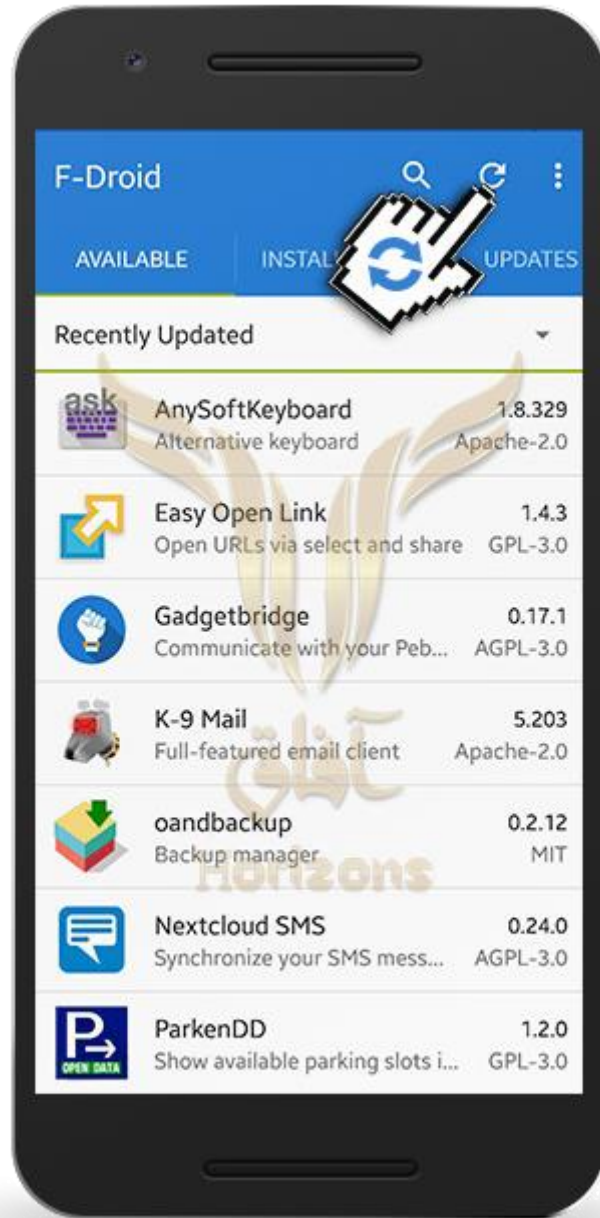 F-Droid
AVAILABLE INSTAL UPDATES
Recently Updated
ask
AnySoftKeyboard 1.8.329
Alternative keyboard Apache-2.0
Easy Open Link 1.4.3
Open URLs via select and share GPL-3.0
Gadgetbridge 0.17.1
Communicate with your Peb... AGPL-3.0
K-9 Mail 5.203
Full-featured email client Apache-2.0
oandbackup 0.2.12
Backup manager MIT
Nextcloud SMS 0.24.0
Synchronize your SMS mess... AGPL-3.0
P
OPEN DATA
ParkenDD 1.2.0
Show available parking slots i... GPL-3.0
آفاق
Horizons